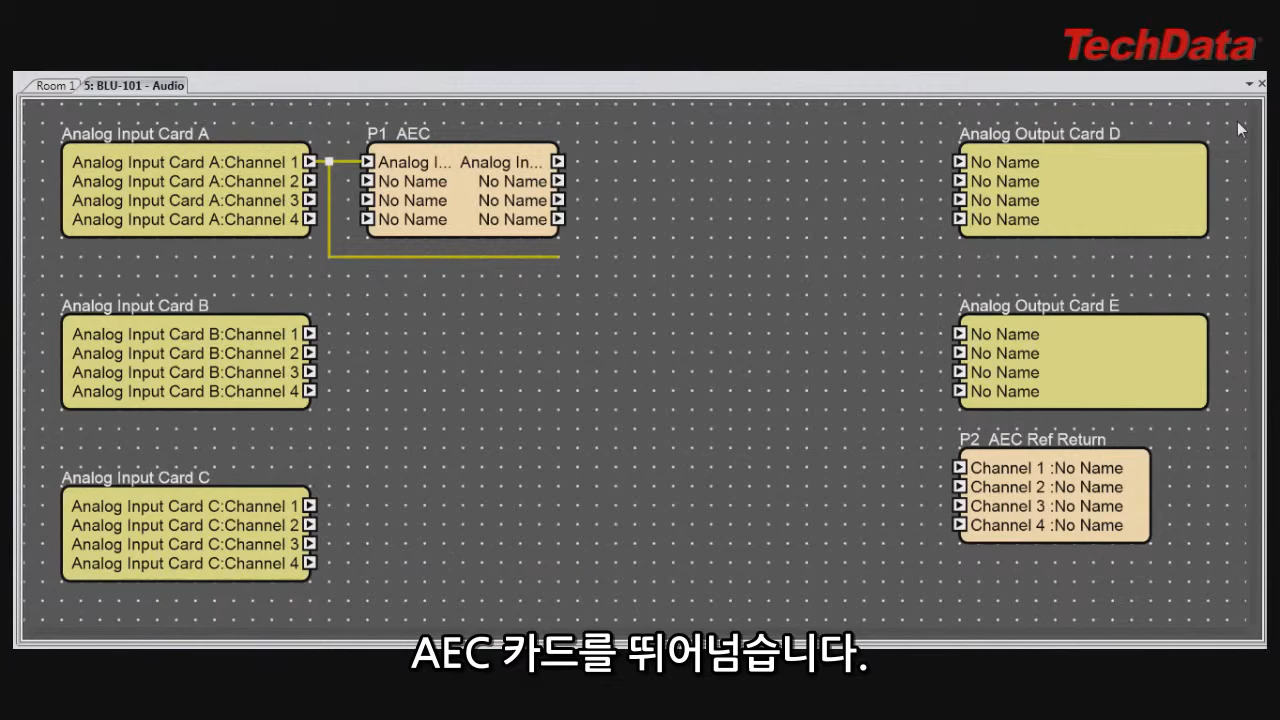 TechData
Room 1
5: BLU-101 - Audio
Analog Input Card A
Analog Input Card A:Channel 1
Analog Input Card A:Channel 2
Analog Input Card A:Channel 3
Analog Input Card A:Channel 4
P1 AEC
Analog I... Analog In...
No Name No Name
No Name No Name
No Name No Name
Analog Output Card D
No Name
No Name
No Name
No Name
Analog Input Card B
Analog Input Card B:Channel 1
Analog Input Card B:Channel 2
Analog Input Card B:Channel 3
Analog Input Card B:Channel 4
Analog Output Card E
No Name
No Name
No Name
No Name
Analog Input Card C
Analog Input Card C:Channel 1
Analog Input Card C:Channel 2
Analog Input Card C:Channel 3
Analog Input Card C:Channel 4
P2 AEC Ref Return
Channel 1 :No Name
Channel 2 :No Name
Channel 3 :No Name
Channel 4 :No Name
AEC 카드를 뛰어넘습니다.